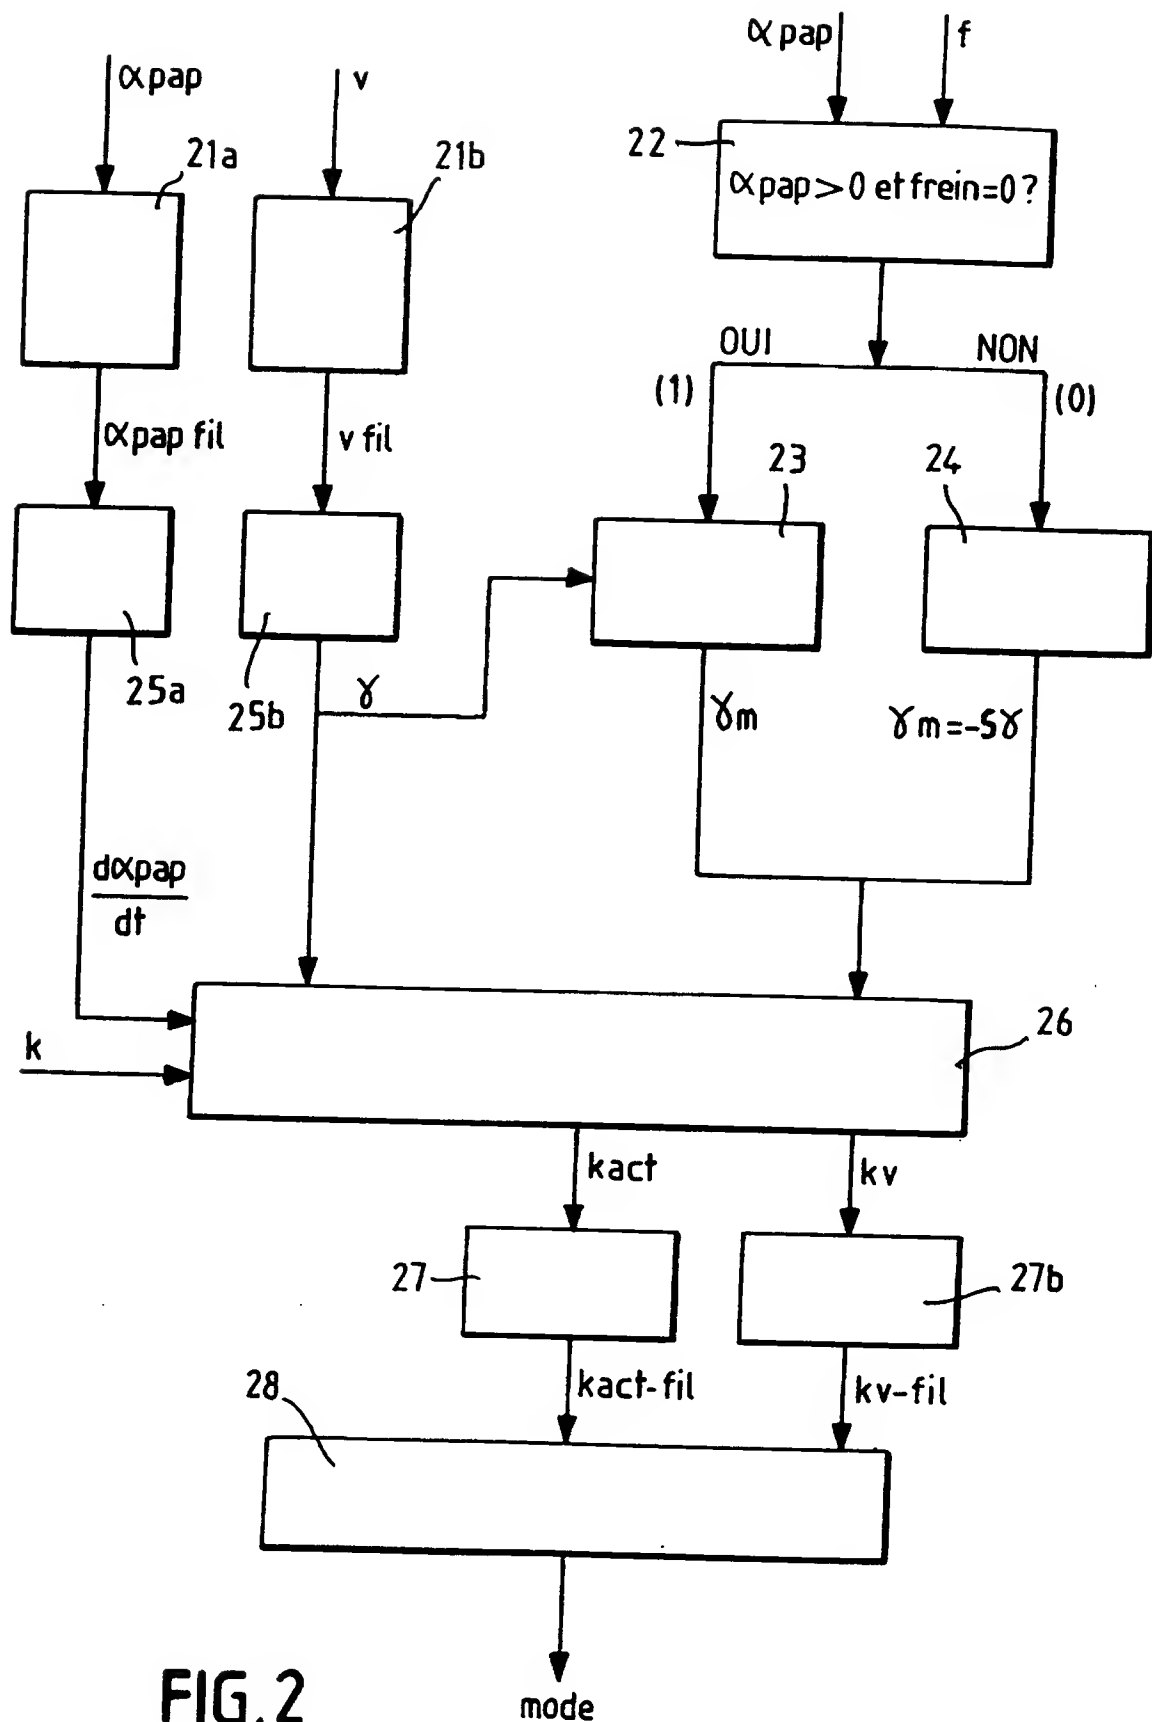 αpap
f
αpap
v
21a
21b
22
αpap>0 et frein=0?
OUI
NON
(1)
(0)
αpap fil
v fil
23
24
25a
25b
γ
γm
γm=-5γ
dαpap
dt
k
26
kact
kv
27
27b
kact-fil
kv-fil
28
mode
FIG.2